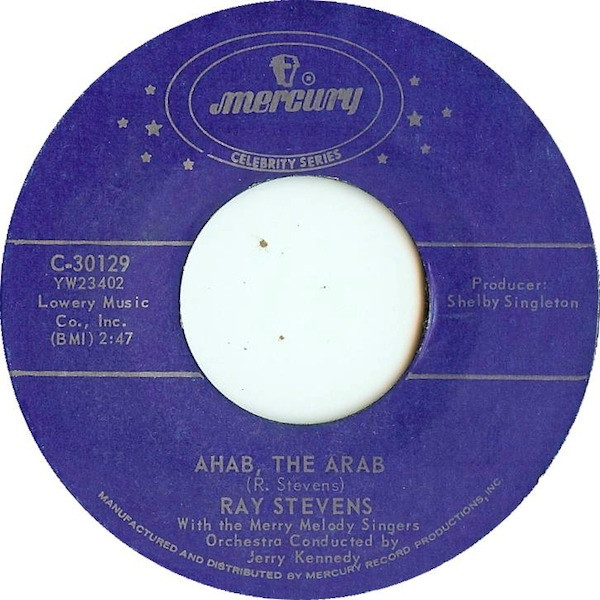 mercury ®
CELEBRITY SERIES
C-30129
YW23402
Lowery Music
Co., Inc.
(BMI) 2:47
Producer:
Shelby Singleton
AHAB, THE ARAB
(R. Stevens)
RAY STEVENS
With the Merry Melody Singers
Orchestra Conducted by
Jerry Kennedy
MANUFACTURED AND DISTRIBUTED BY MERCURY RECORD PRODUCTIONS, INC.